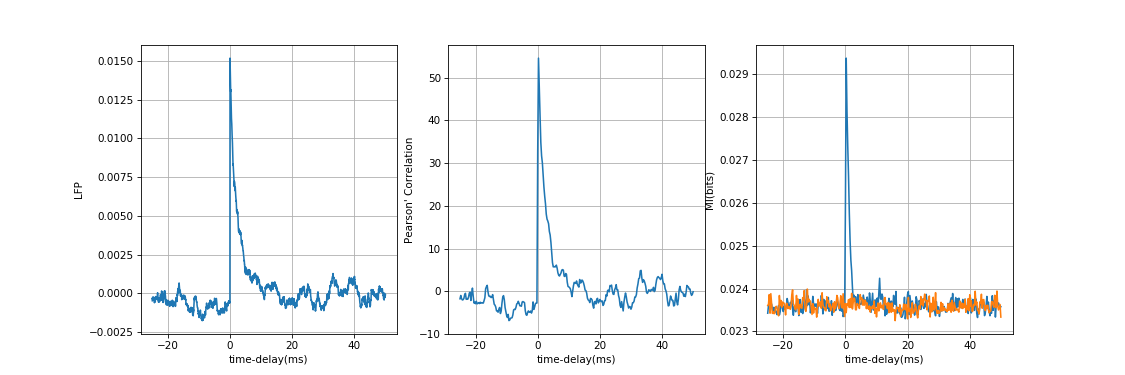 0.0150
0.0125
0.0100
0.0075
0.0050
0.0025
0.0000
−0.0025
LFP
−20 0 20 40
time-delay(ms)
50
40
30
20
10
0
−10
Pearson' Correlation
−20 0 20 40
time-delay(ms)
0.029
0.028
0.027
0.026
0.025
0.024
0.023
MI(bits)
−20 0 20 40
time-delay(ms)